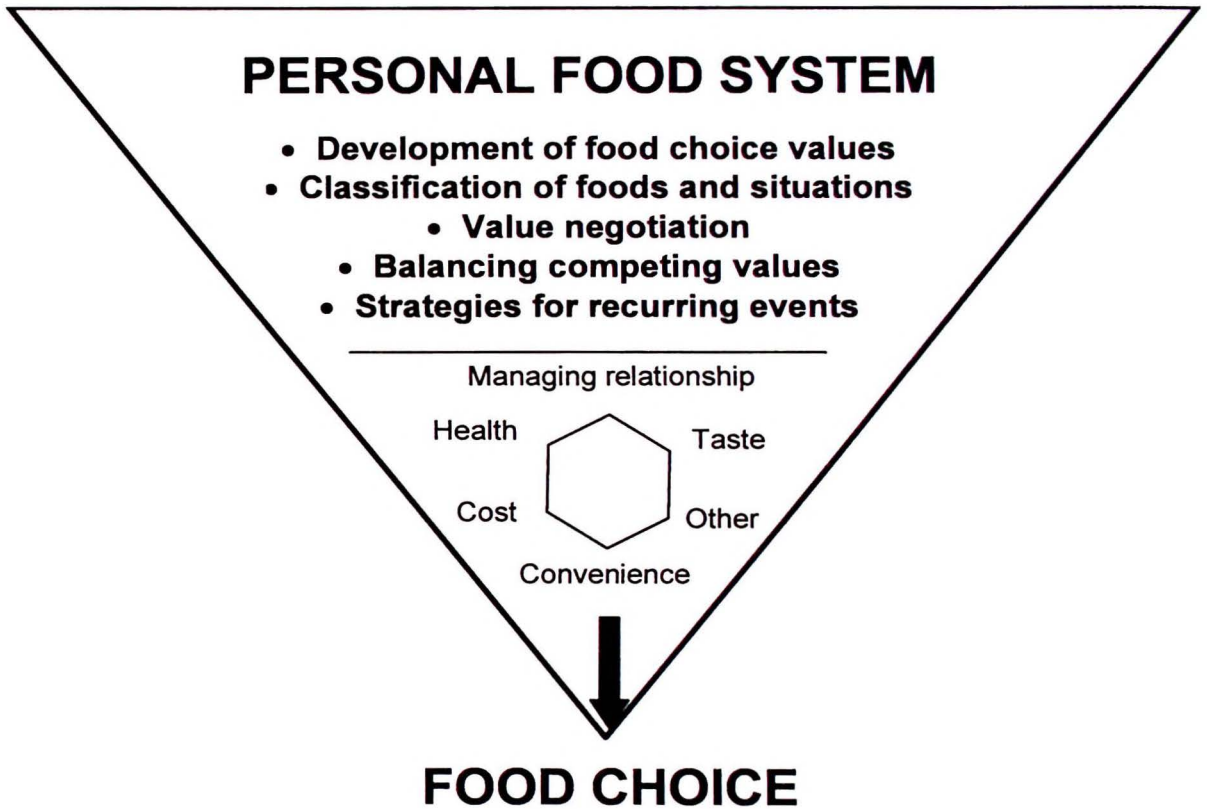 PERSONAL FOOD SYSTEM
• Development of food choice values
• Classification of foods and situations
• Value negotiation
• Balancing competing values
• Strategies for recurring events
Managing relationship
Health
Taste
Cost
Other
Convenience
FOOD CHOICE